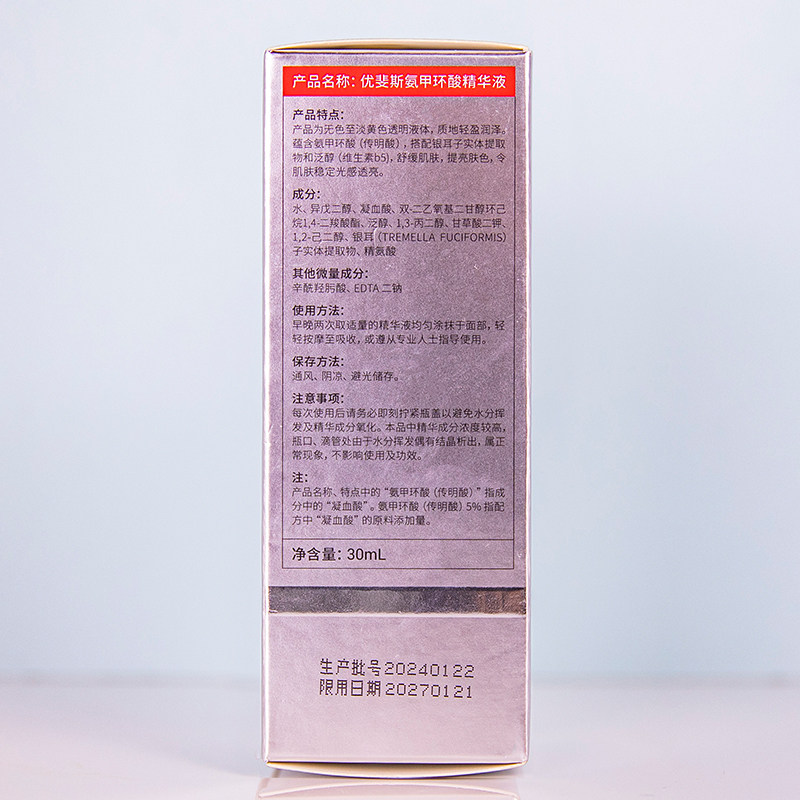 产品名称：优斐斯氨甲环酸精华液
产品特点：
产品为无色至淡黄色透明液体，质地轻盈润泽。
蕴含氨甲环酸（传明酸），搭配银耳子实体提取
物和泛醇（维生素b5），舒缓肌肤，提亮肤色，令
肌肤稳定光感透亮。
成分：
水、异戊二醇、凝血酸、双-二乙氧基二甘醇环己
烷1,4-二羧酸酯、泛醇、1,3-丙二醇、甘草酸二钾、
1,2-己二醇、银耳（TREMELLA FUCIFORMIS）
子实体提取物、精氨酸
其他微量成分：
辛酰羟肟酸、EDTA 二钠
使用方法：
早晚两次取适量的精华液均匀涂抹于面部，轻
轻按摩至吸收，或遵从专业人士指导使用。
保存方法：
通风、阴凉、避光储存。
注意事项：
每次使用后请务必即刻拧紧瓶盖以避免水分挥
发及精华成分氧化。本品中精华成分浓度较高，
瓶口、滴管处由于水分挥发偶有结晶析出，属正
常现象，不影响使用及功效。
注：
产品名称、特点中的“氨甲环酸（传明酸）”指成
分中的“凝血酸”。氨甲环酸（传明酸）5% 指配
方中“凝血酸”的原料添加量。
净含量：30mL
生产批号20240122
限用日期20270121